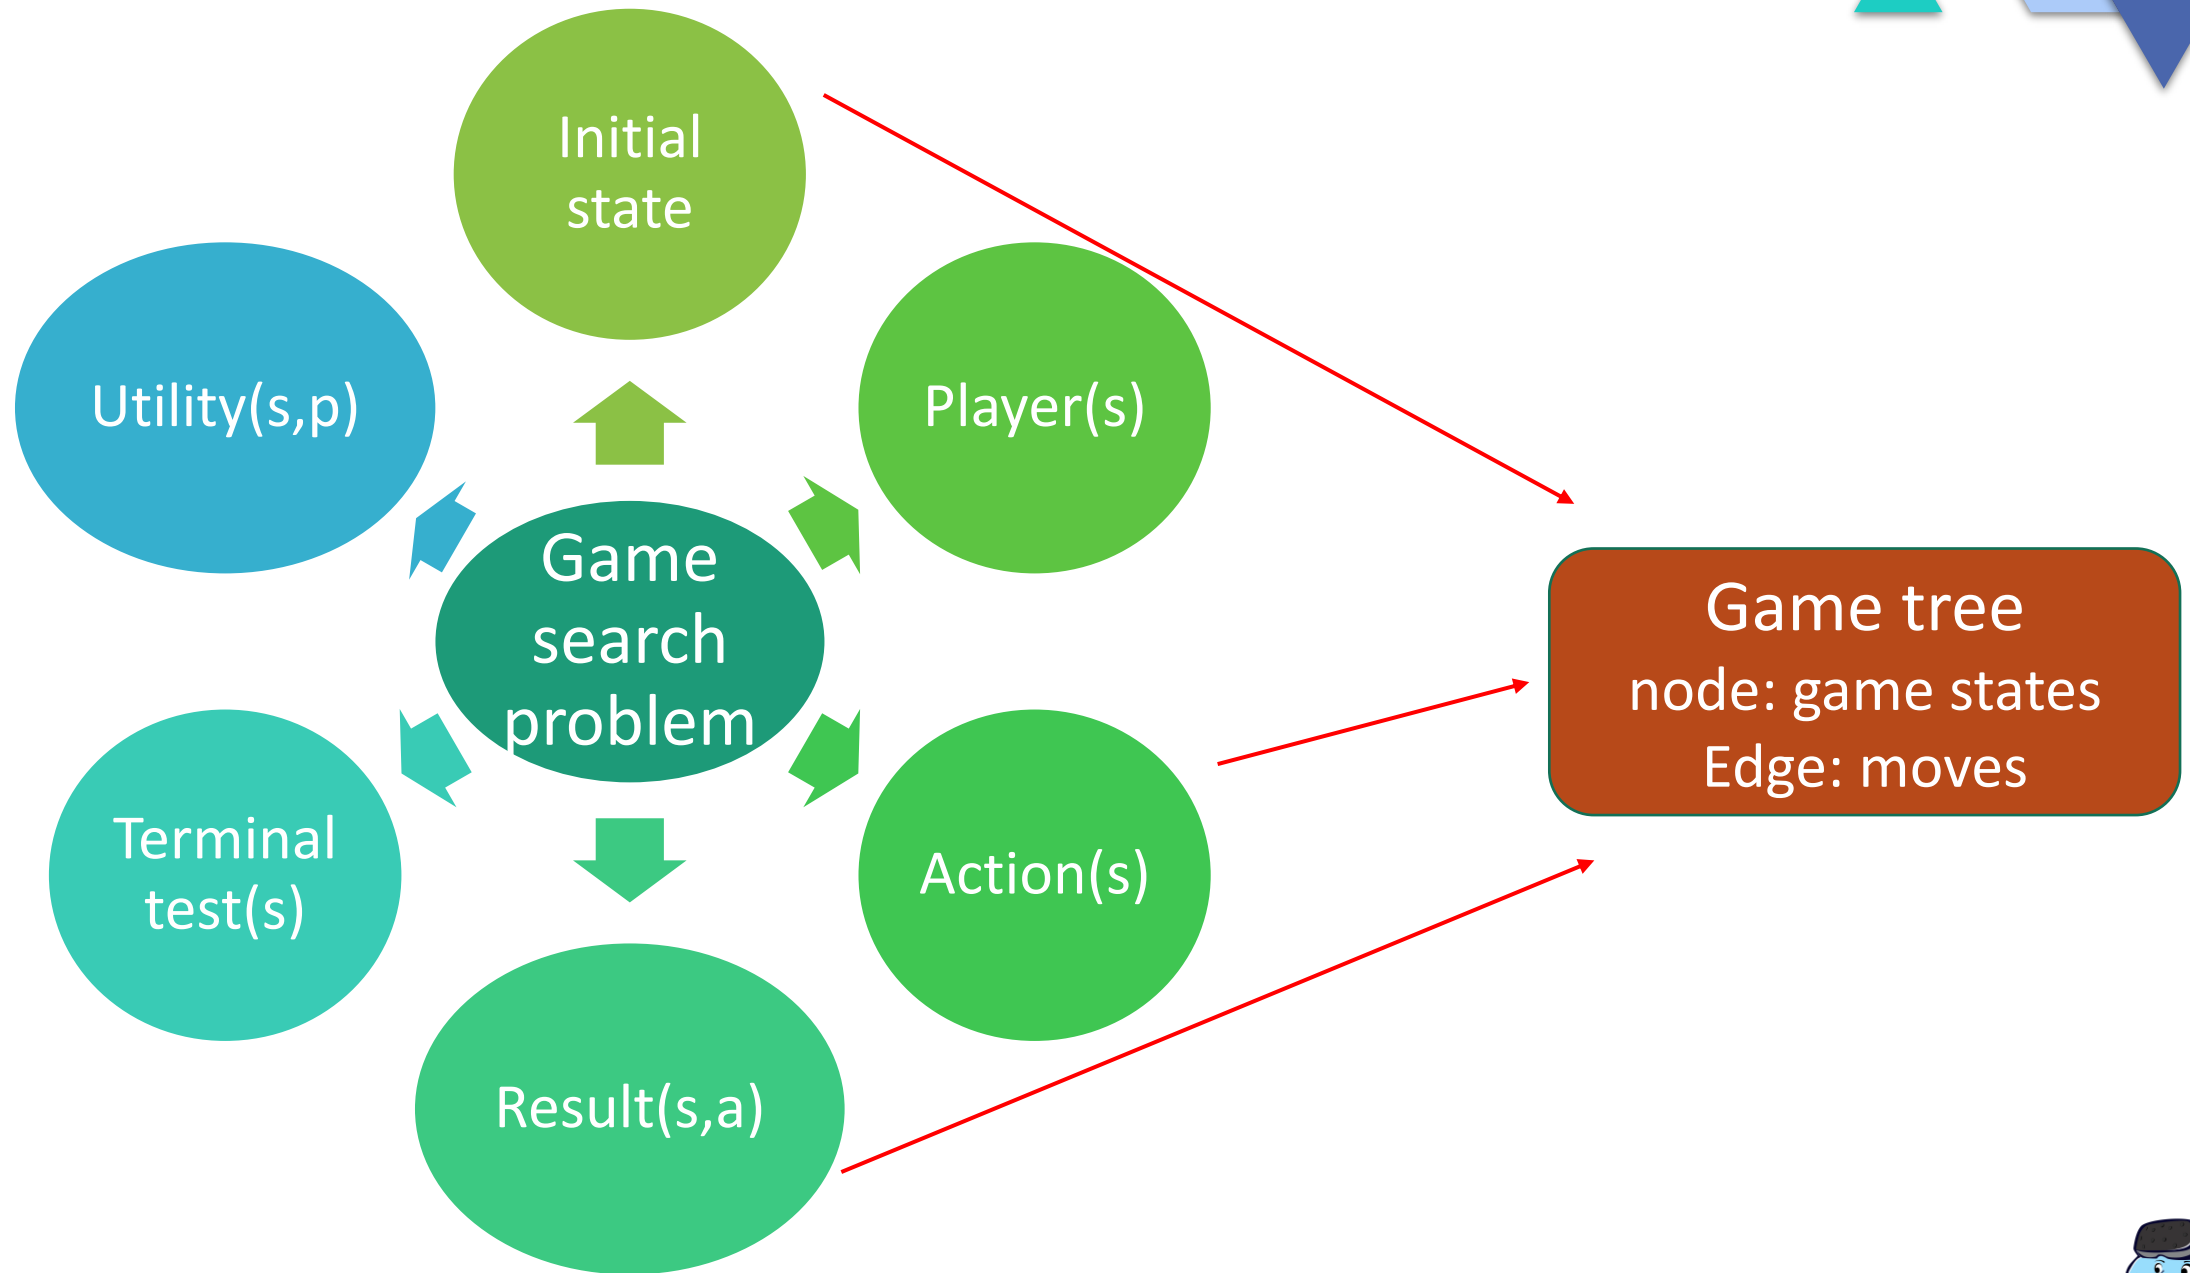 Initial
state
Utility(s,p)
Player(s)
Game
search
problem
Game tree
node: game states
Edge: moves
Terminal
test(s)
Action(s)
Result(s,a)